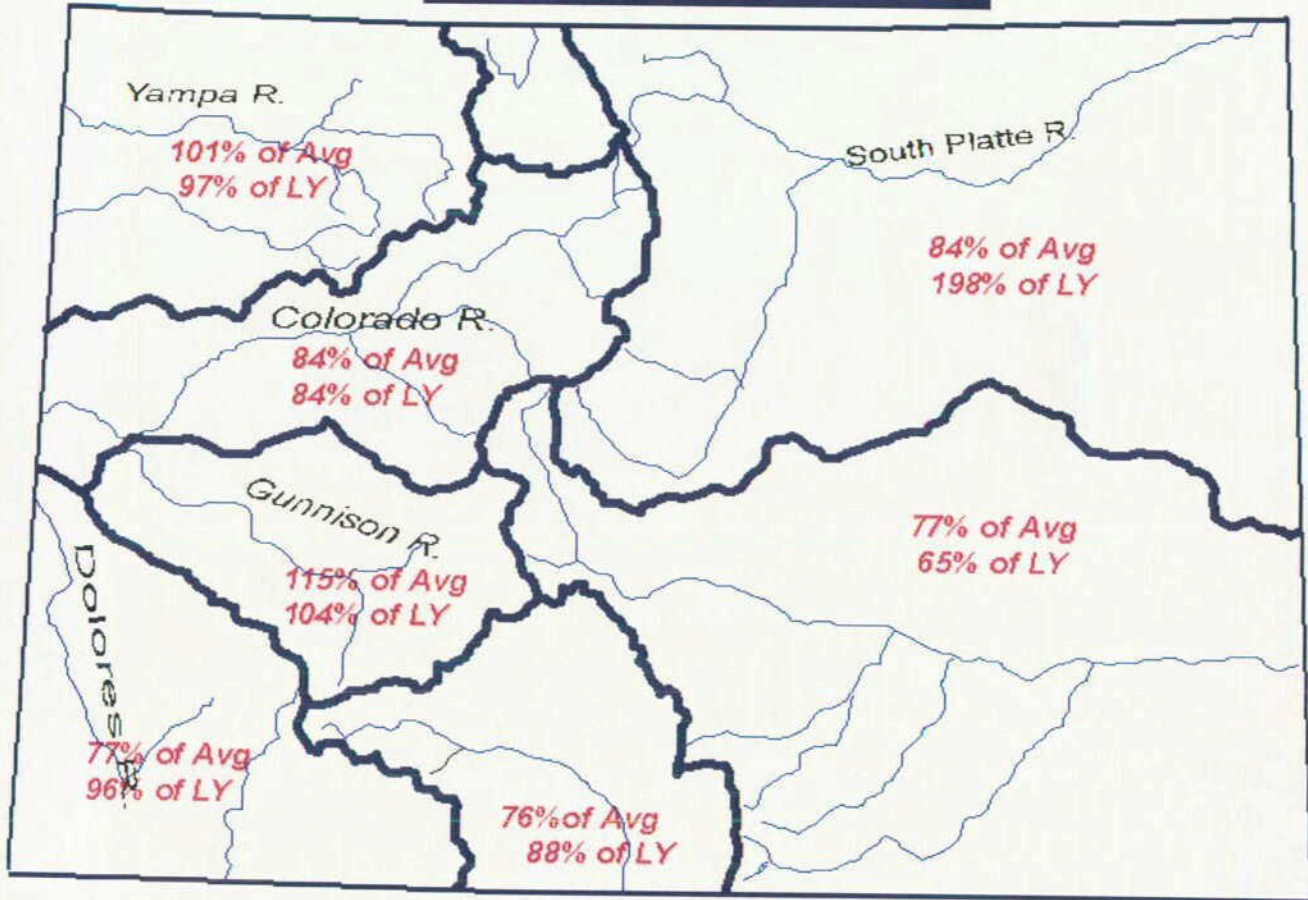 Yampa R.
101% of Avg
97% of LY
South Platte R.
84% of Avg
198% of LY
Colorado R.
84% of Avg
84% of LY
Gunnison R.
115% of Avg
104% of LY
77% of Avg
65% of LY
Dolores R.
77% of Avg
96% of LY
76%of Avg
88% of LY